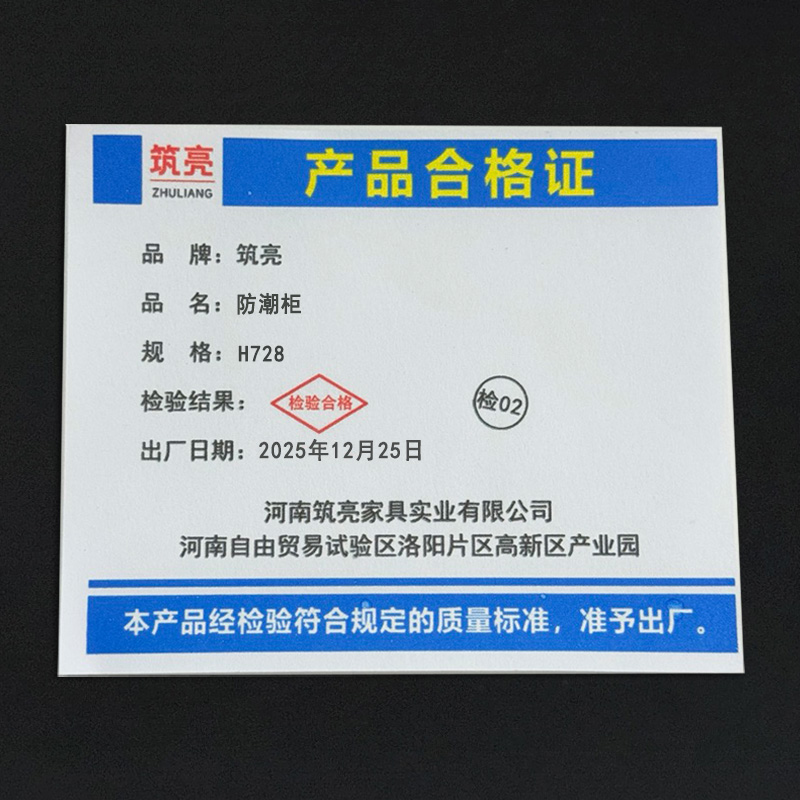 筑亮
ZHULIANG
产品合格证
品 牌：筑亮
品 名：防潮柜
规 格：H728
检验结果： 检验合格 检02
出厂日期：2025年12月25日
河南筑亮家具实业有限公司
河南自由贸易试验区洛阳片区高新区产业园
本产品经检验符合规定的质量标准，准予出厂。